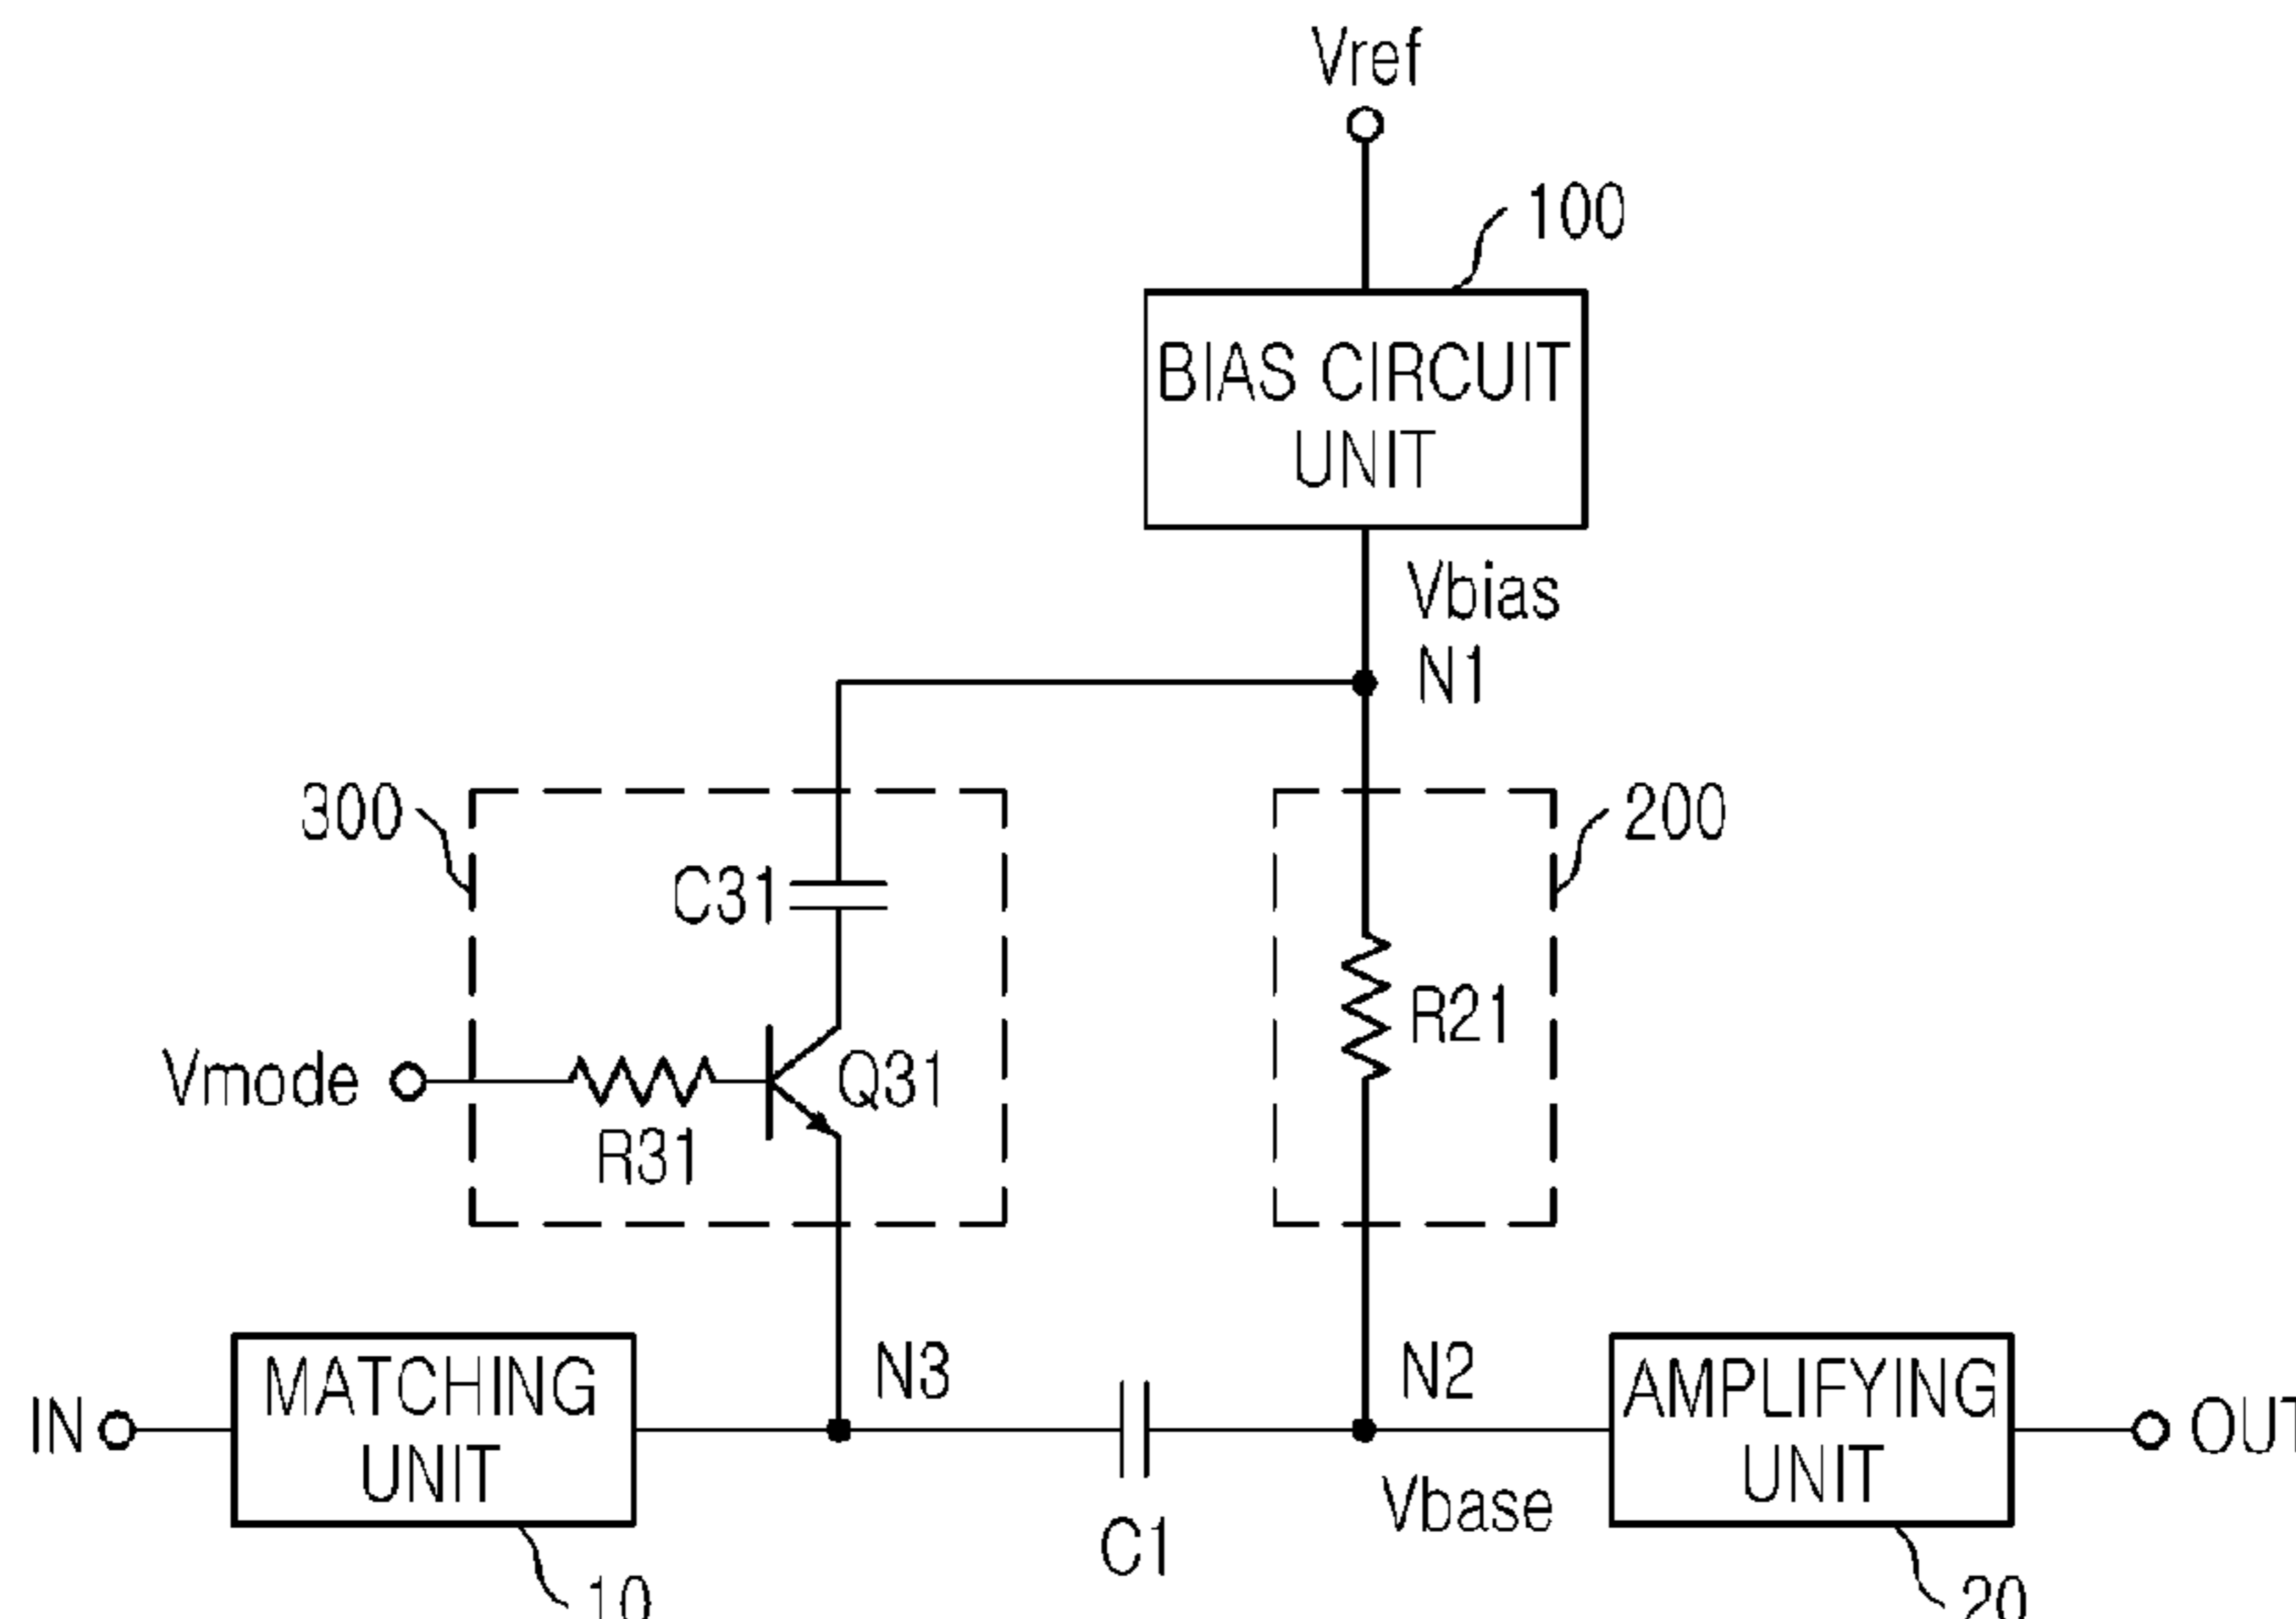 Vref
100
BIAS CIRCUIT
UNIT
Vbias
N1
300
200
C31
R21
Vmode
Q31
R31
N3
N2
MATCHING
UNIT
AMPLIFYING
UNIT
IN
OUT
Vbase
C1
10
20